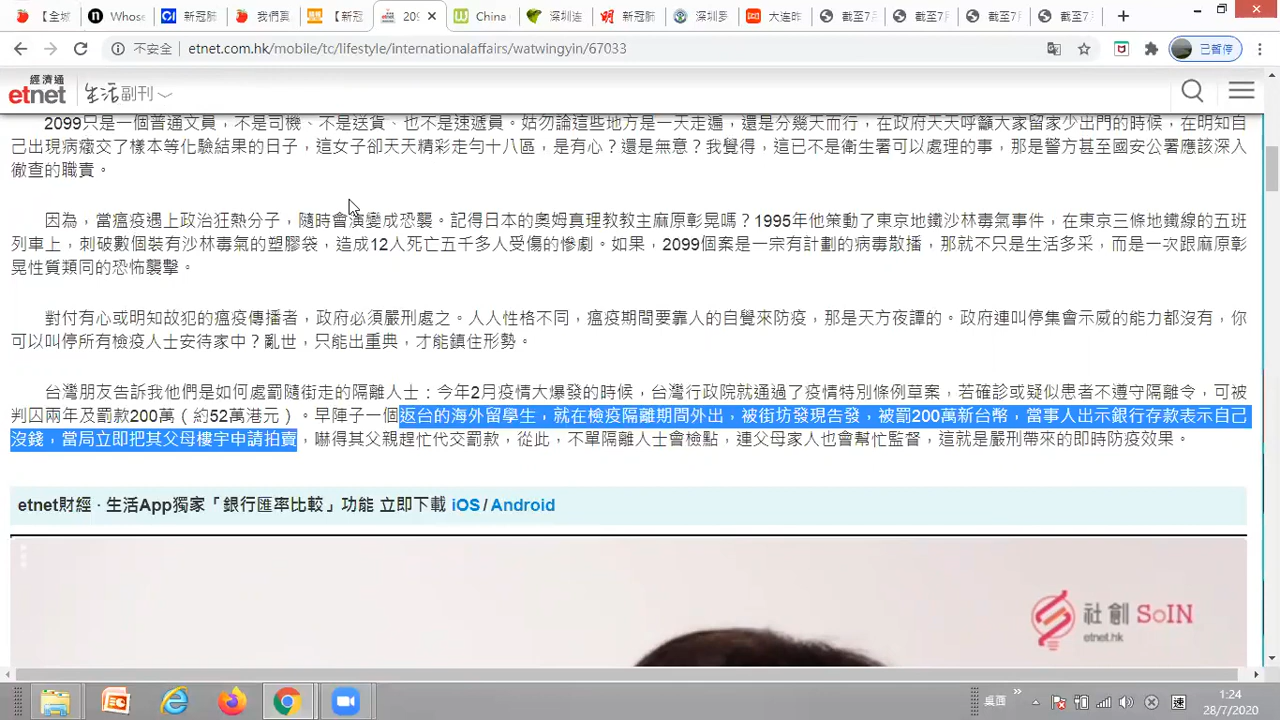 【全城
Whose
新冠肺
我們贏
【新冠
209
China
深圳連
新冠肺
深圳罗
大连昨
截至7月
截至7月
截至7月
截至7月
不安全 etnet.com.hk/mobile/tc/lifestyle/internationalaffairs/watwingyin/67033
已暫停
經濟通
etnet 生活副刊
2099只是一個普通文員，不是司機、不是送貨、也不是速遞員。姑勿論這些地方是一天走遍，還是分幾天而行，在政府天天呼籲大家留家少出門的時候，在明知自
己出現病癥交了樣本等化驗結果的日子，這女子卻天天精彩走勻十八區，是有心？還是無意？我覺得，這已不是衛生署可以處理的事，那是警方甚至國安公署應該深入
徹查的職責。
因為，當瘟疫遇上政治狂熱分子，隨時會演變成恐襲。記得日本的奧姆真理教教主麻原彰晃嗎？1995年他策動了東京地鐵沙林毒氣事件，在東京三條地鐵線的五班
列車上，刺破數個裝有沙林毒氣的塑膠袋，造成12人死亡五千多人受傷的慘劇。如果，2099個案是一宗有計劃的病毒散播，那就不只是生活多采，而是一次跟麻原彰
晃性質類同的恐怖襲擊。
對付有心或明知故犯的瘟疫傳播者，政府必須嚴刑處之。人人性格不同，瘟疫期間要靠人的自覺來防疫，那是天方夜譚的。政府連叫停集會示威的能力都沒有，你
可以叫停所有檢疫人士安待家中？亂世，只能出重典，才能鎮住形勢。
台灣朋友告訴我他們是如何處罰隨街走的隔離人士：今年2月疫情大爆發的時候，台灣行政院就通過了疫情特別條例草案，若確診或疑似患者不遵守隔離令，可被
判囚兩年及罰款200萬（約52萬港元）。早陣子一個返台的海外留學生，就在檢疫隔離期間外出，被街坊發現告發，被罰200萬新台幣，當事人出示銀行存款表示自己
沒錢，當局立即把其父母樓宇申請拍賣，嚇得其父親趕忙代交罰款，從此，不單隔離人士會檢點，連父母家人也會幫忙監督，這就是嚴刑帶來的即時防疫效果。
etnet財經 · 生活App獨家「銀行匯率比較」功能 立即下載 iOS / Android
社創 SoIN
etnet.hk
桌面
速
1:24
28/7/2020